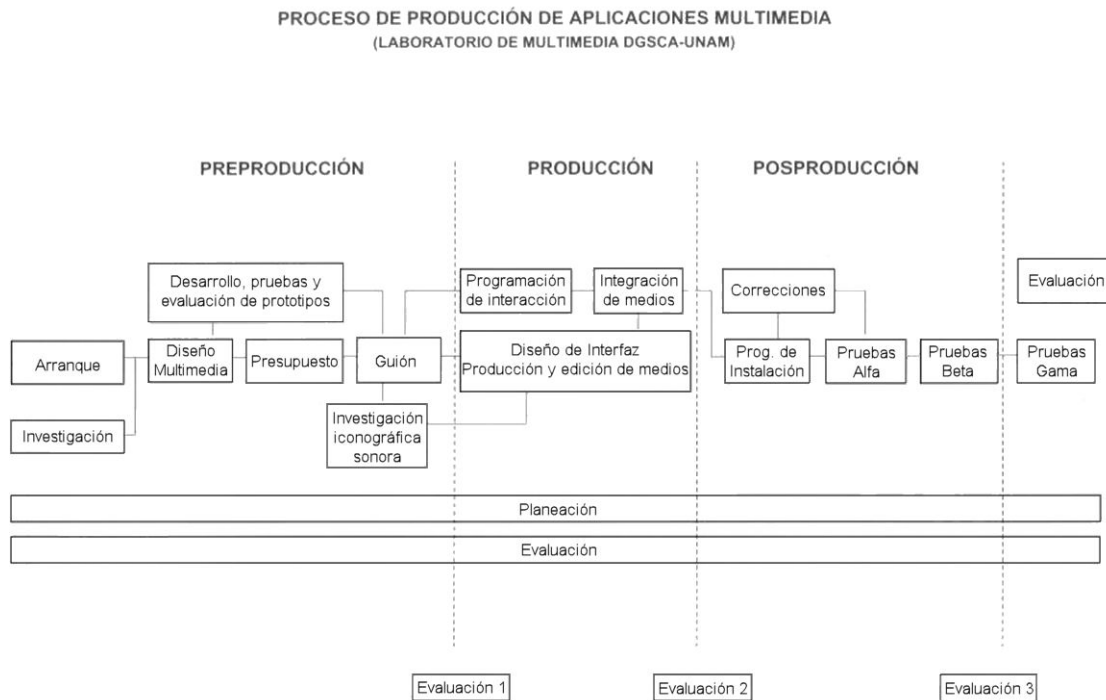 PROCESO DE PRODUCCIÓN DE APLICACIONES MULTIMEDIA
(LABORATORIO DE MULTIMEDIA DGSCA-UNAM)
PREPRODUCCIÓN
PRODUCCIÓN
POSPRODUCCIÓN
Desarrollo, pruebas y
evaluación de prototipos
Programación
de interacción
Integración
de medios
Correcciones
Evaluación
Arranque
Diseño
Multimedia
Presupuesto
Guión
Diseño de Interfaz
Producción y edición de medios
Prog. de
Instalación
Pruebas
Alfa
Pruebas
Beta
Pruebas
Gama
Investigación
Investigación
iconográfica
sonora
Planeación
Evaluación
Evaluación 1
Evaluación 2
Evaluación 3